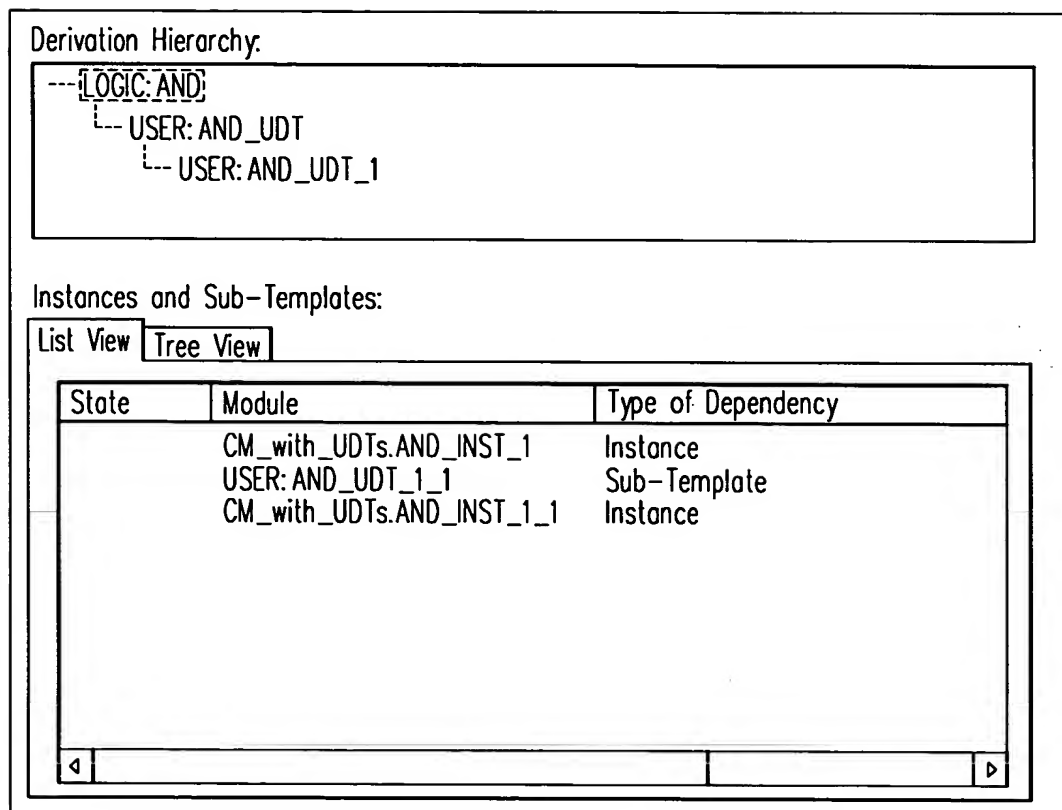 Derivation Hierarchy:
LOGIC: AND
USER: AND_UDT
USER: AND_UDT_1
Instances and Sub-Templates:
List View Tree View
State Module Type of Dependency
CM_with_UDTs.AND_INST_1 Instance
USER: AND_UDT_1_1 Sub-Template
CM_with_UDTs.AND_INST_1_1 Instance